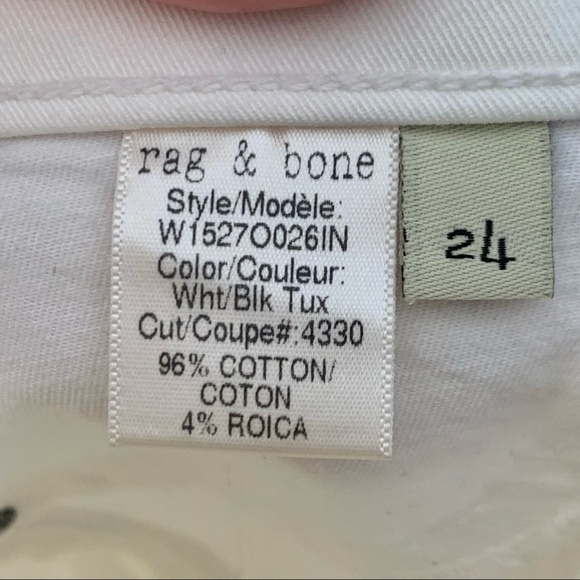 rag & bone
Style/Modèle:
W1527O026IN
Color/Couleur:
Wht/Blk Tux
Cut/Coupe#:4330
96% COTTON/
COTON
4% ROICA
24